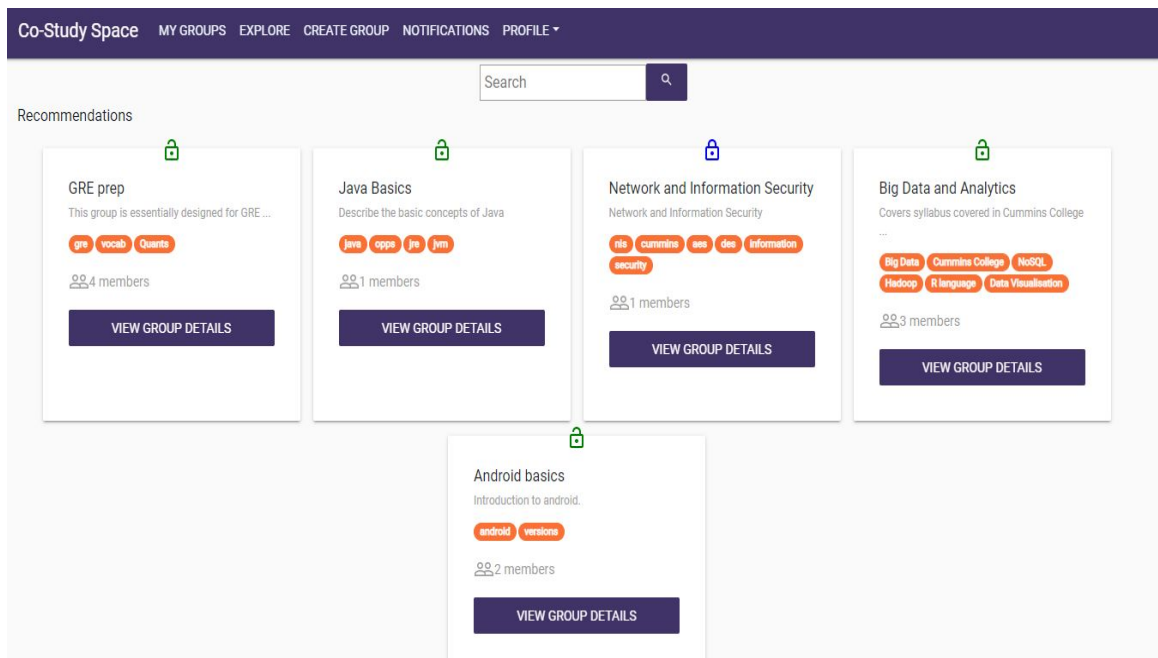 Co-Study Space MY GROUPS EXPLORE CREATE GROUP NOTIFICATIONS PROFILE
Search
Recommendations
GRE prep
This group is essentially designed for GRE ...
gre vocab Quants
4 members
VIEW GROUP DETAILS
Java Basics
Describe the basic concepts of Java
java opps jre jvm
1 members
VIEW GROUP DETAILS
Network and Information Security
Network and Information Security
nis cummins aes des information
security
1 members
VIEW GROUP DETAILS
Big Data and Analytics
Covers syllabus covered in Cummins College
...
Big Data Cummins College NoSQL
Hadoop R language Data Visualisation
3 members
VIEW GROUP DETAILS
Android basics
Introduction to android.
android versions
2 members
VIEW GROUP DETAILS